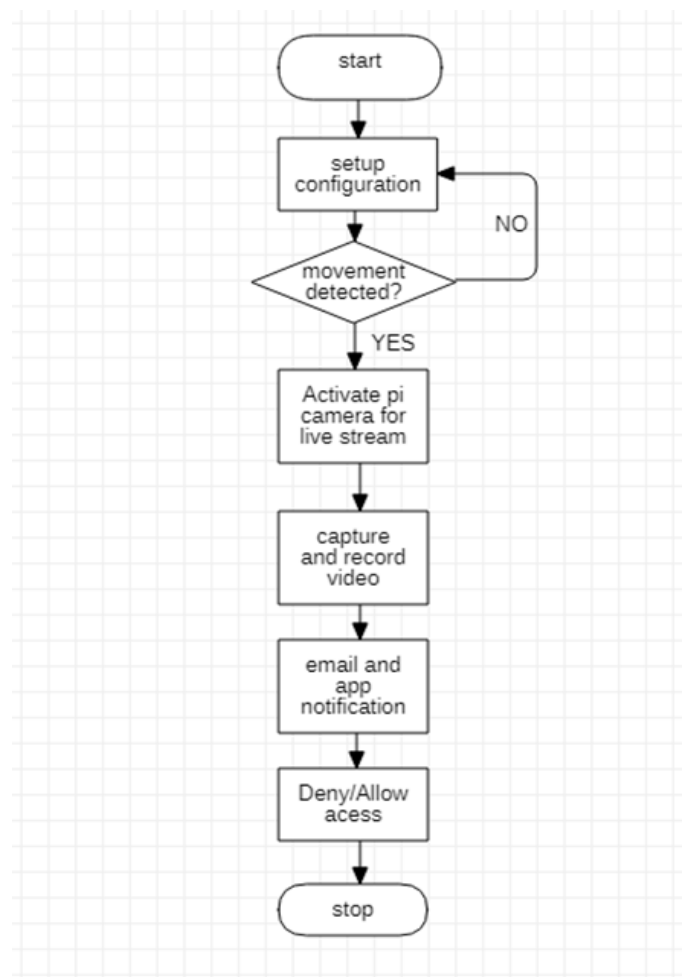 start
setup
configuration
NO
movement
detected?
YES
Activate pi
camera for
live stream
capture
and record
video
email and
app
notification
Deny/Allow
acess
stop